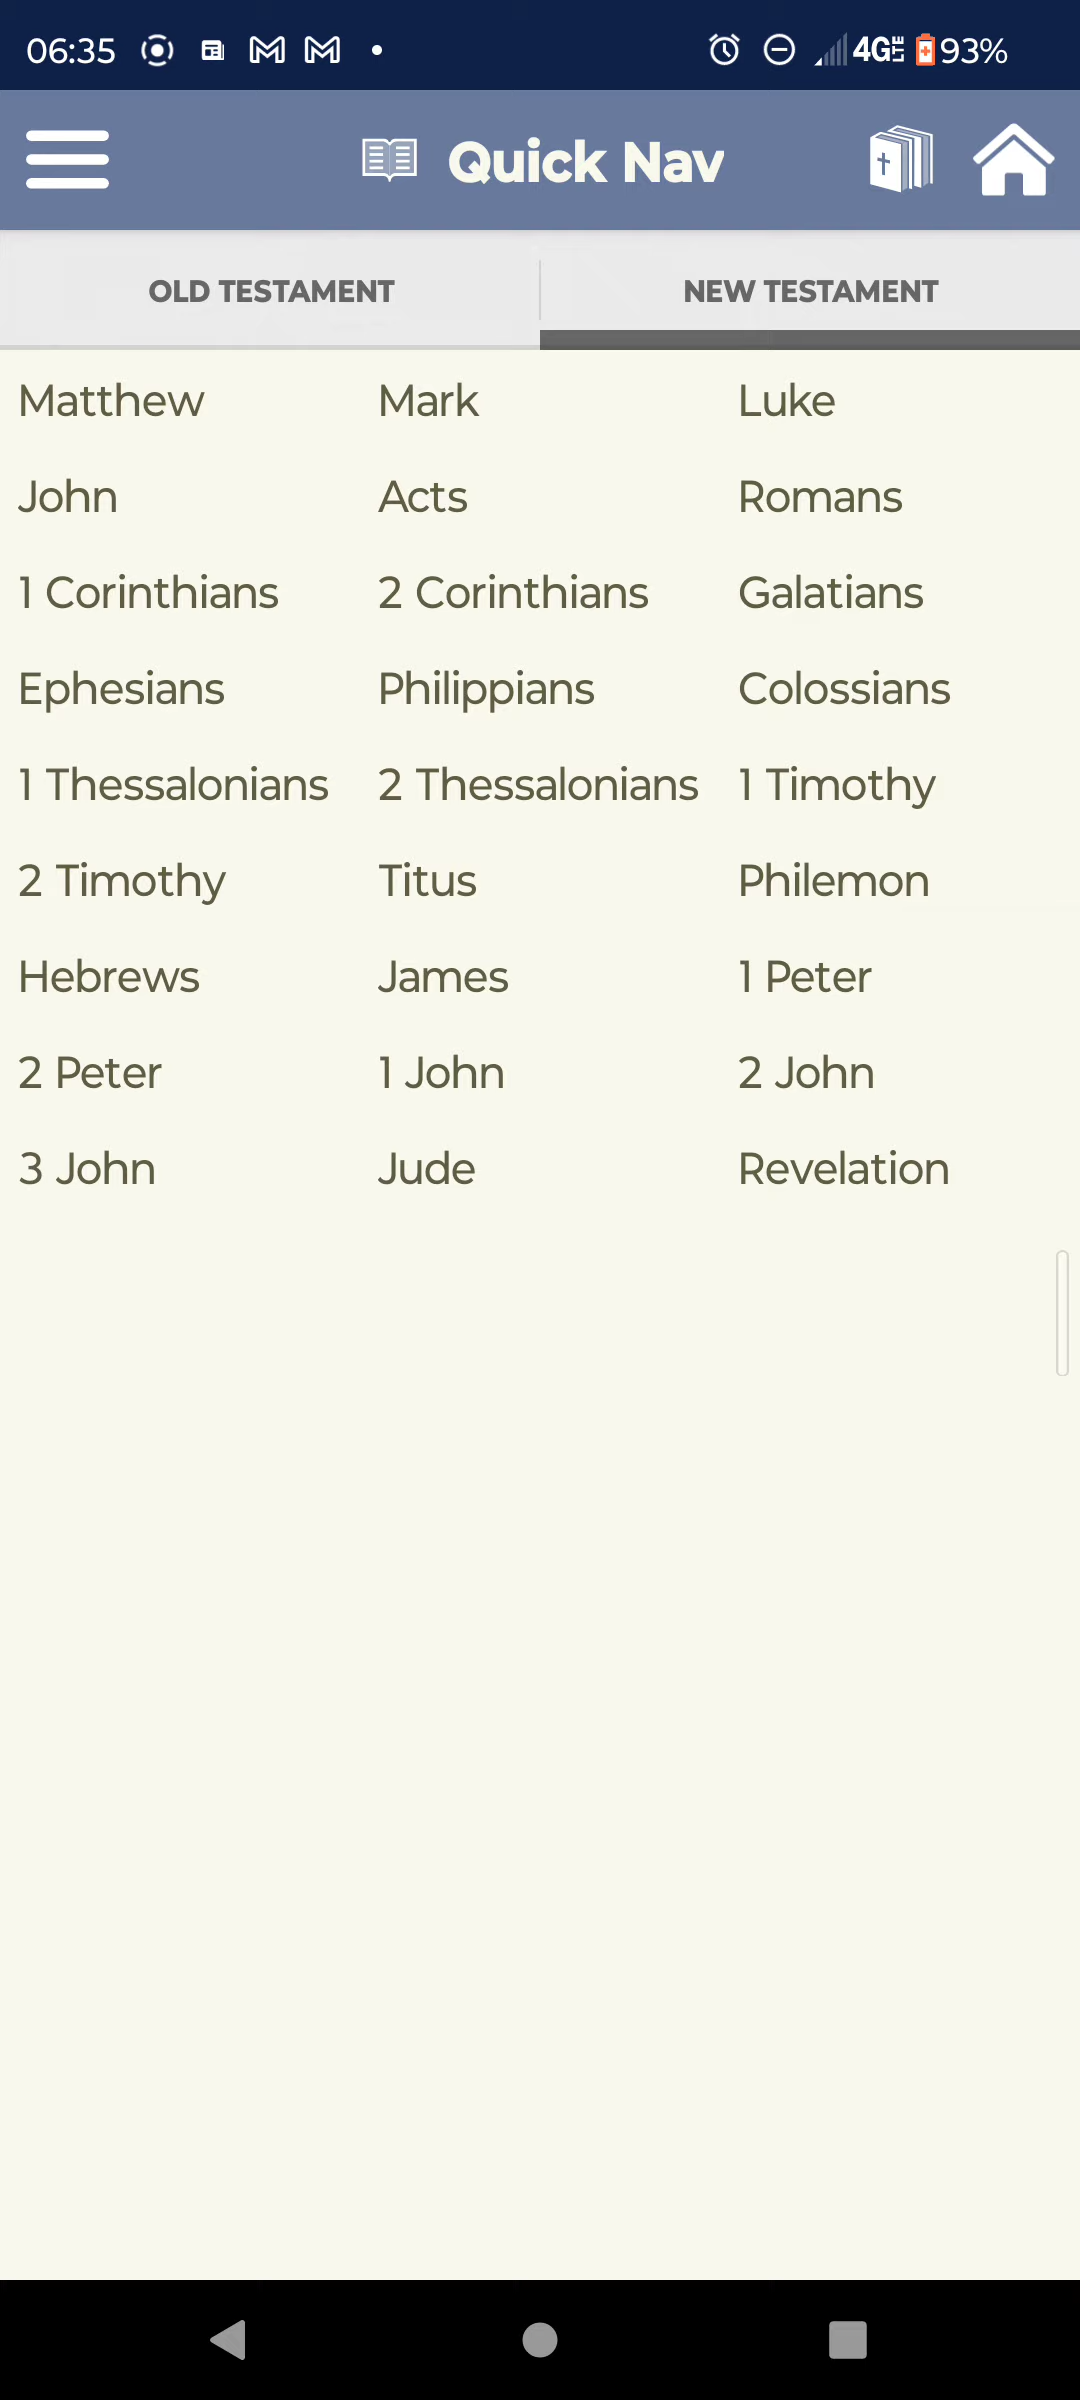 06:35 4G LTE 93%
Quick Nav
OLD TESTAMENT NEW TESTAMENT
Matthew Mark Luke
John Acts Romans
1 Corinthians 2 Corinthians Galatians
Ephesians Philippians Colossians
1 Thessalonians 2 Thessalonians 1 Timothy
2 Timothy Titus Philemon
Hebrews James 1 Peter
2 Peter 1 John 2 John
3 John Jude Revelation